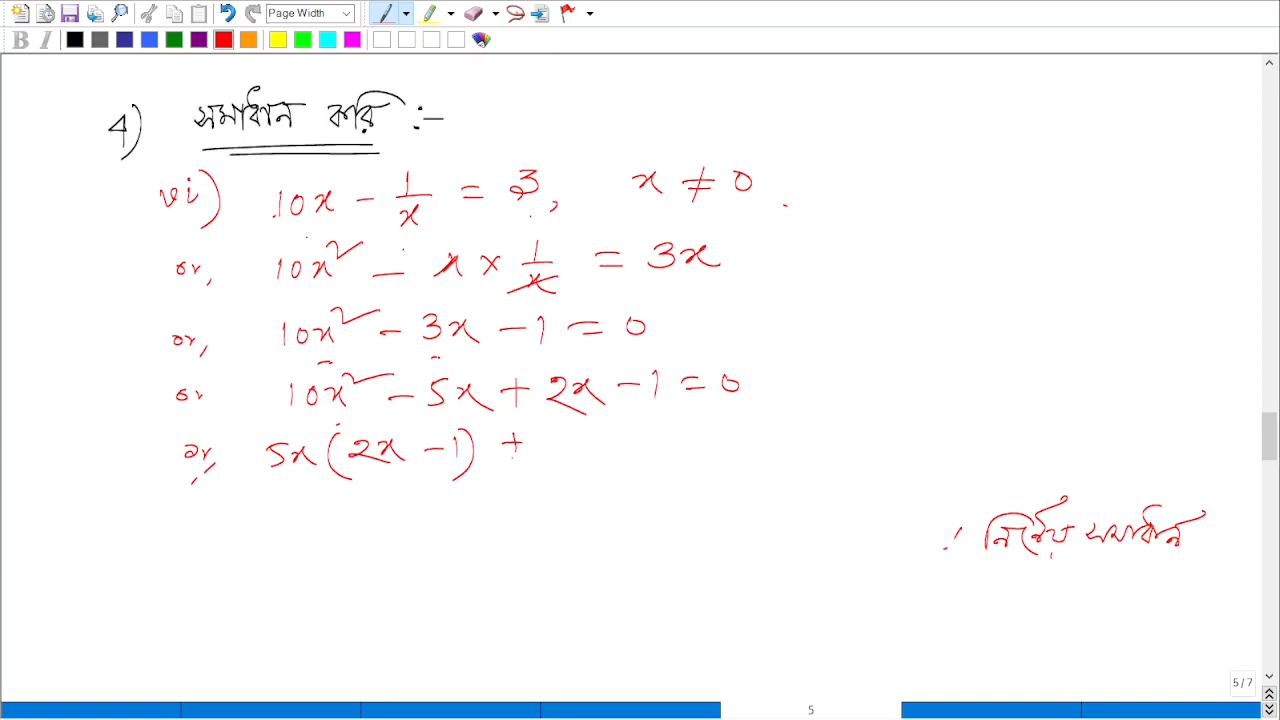 Page Width
B I
4) সমাধান করি :-
vi) 10x - 1/x = 3, x ≠ 0
or, 10x² - x × 1/x = 3x
or, 10x² - 3x - 1 = 0
or 10x² - 5x + 2x - 1 = 0
or, 5x(2x - 1) +
∴ নির্ণেয় সমাধান
5 / 7
5